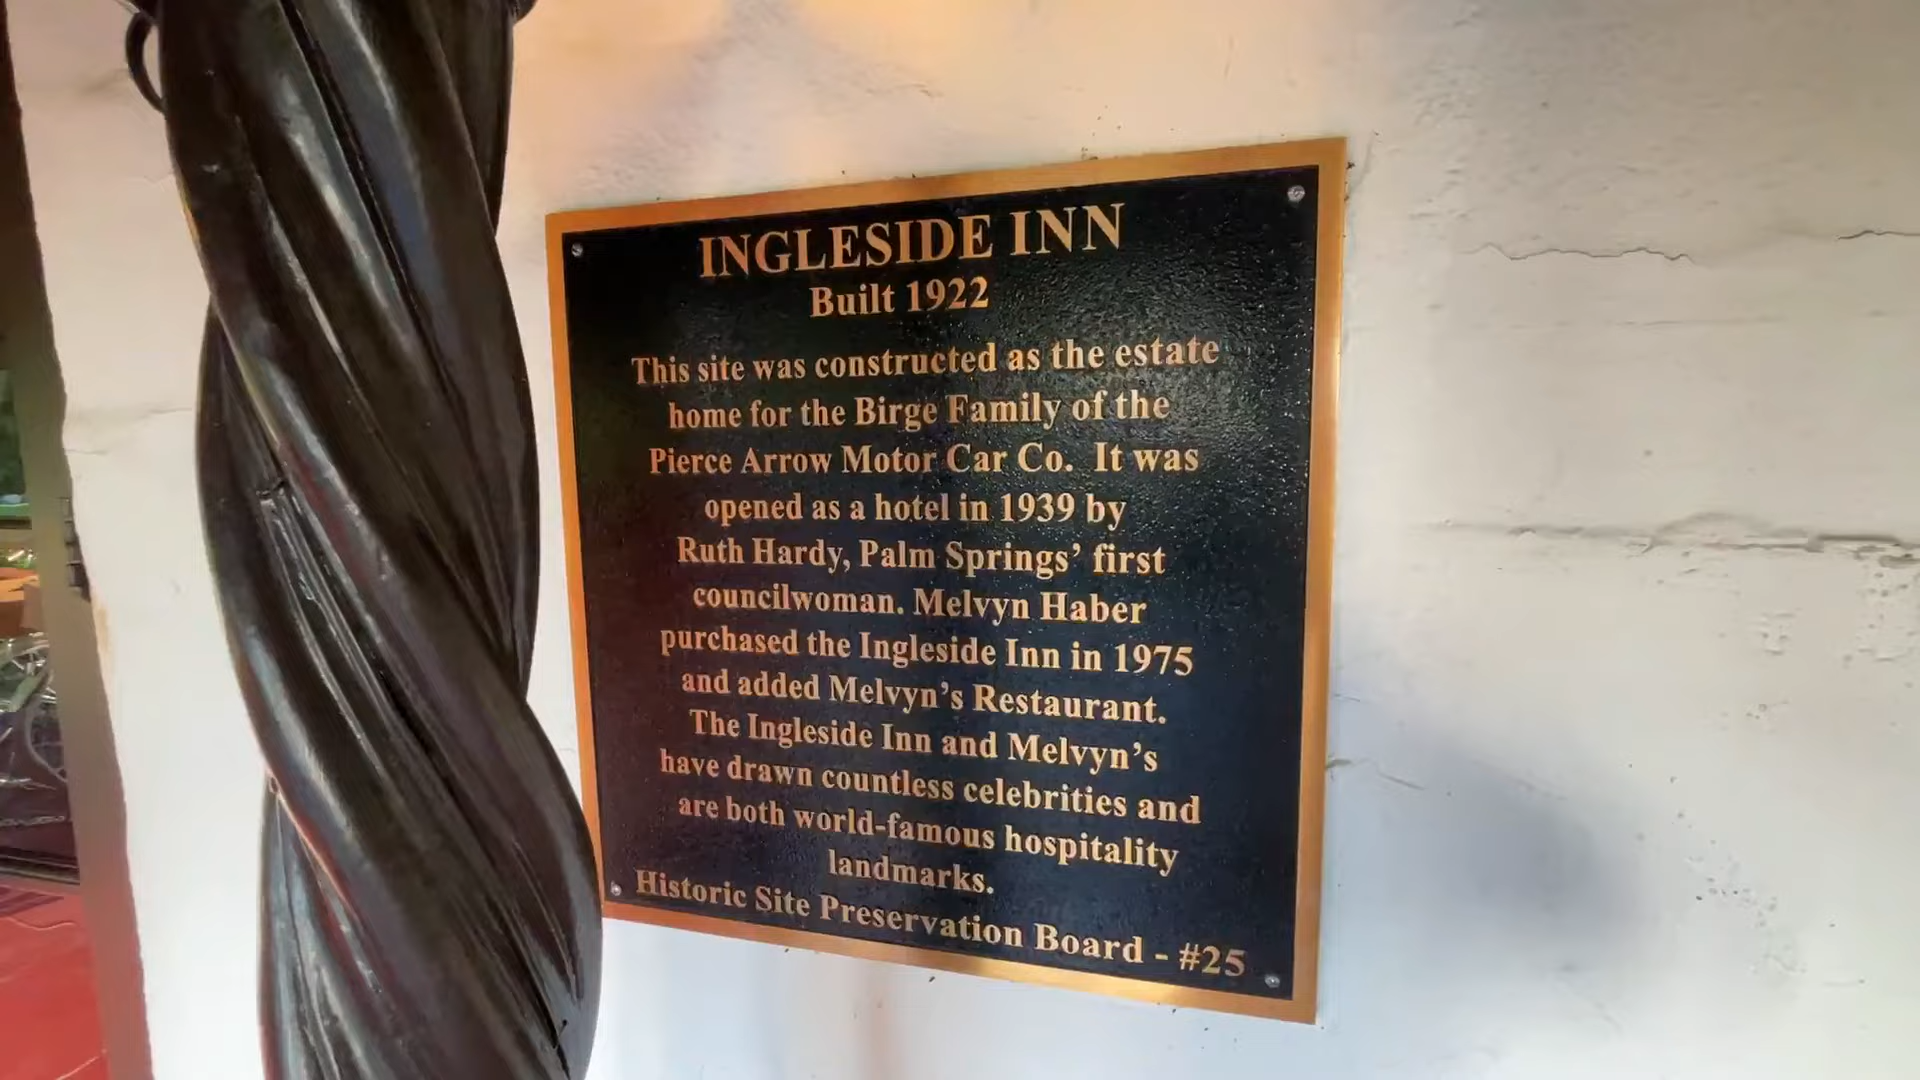 INGLESIDE INN
Built 1922
This site was constructed as the estate
home for the Birge Family of the
Pierce Arrow Motor Car Co. It was
opened as a hotel in 1939 by
Ruth Hardy, Palm Springs’ first
councilwoman. Melvyn Haber
purchased the Ingleside Inn in 1975
and added Melvyn’s Restaurant.
The Ingleside Inn and Melvyn’s
have drawn countless celebrities and
are both world-famous hospitality
landmarks.
Historic Site Preservation Board - #25